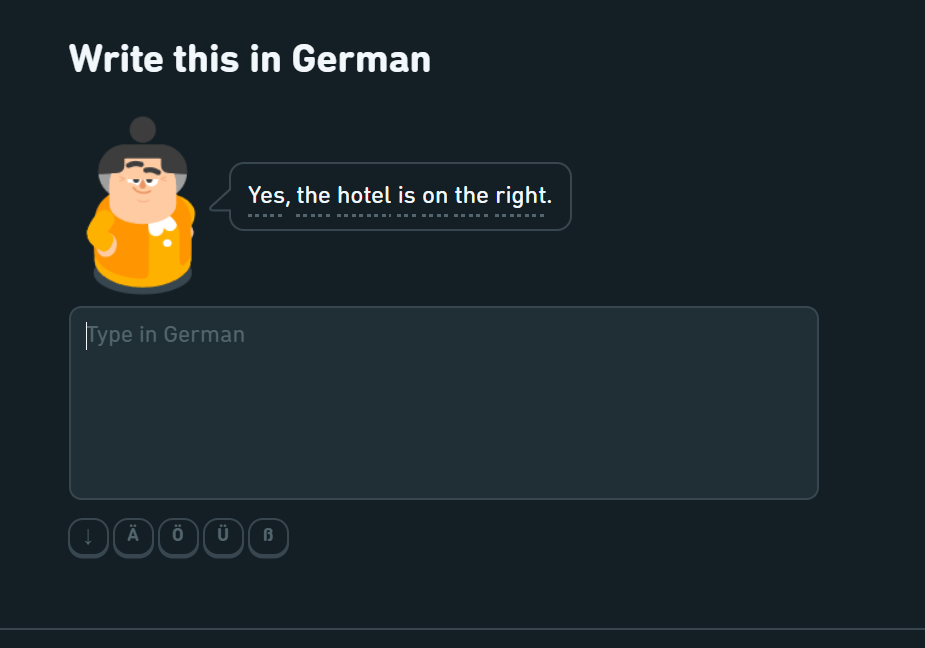 Write this in German
Yes, the hotel is on the right.
Type in German
↓ Ä Ö Ü ß